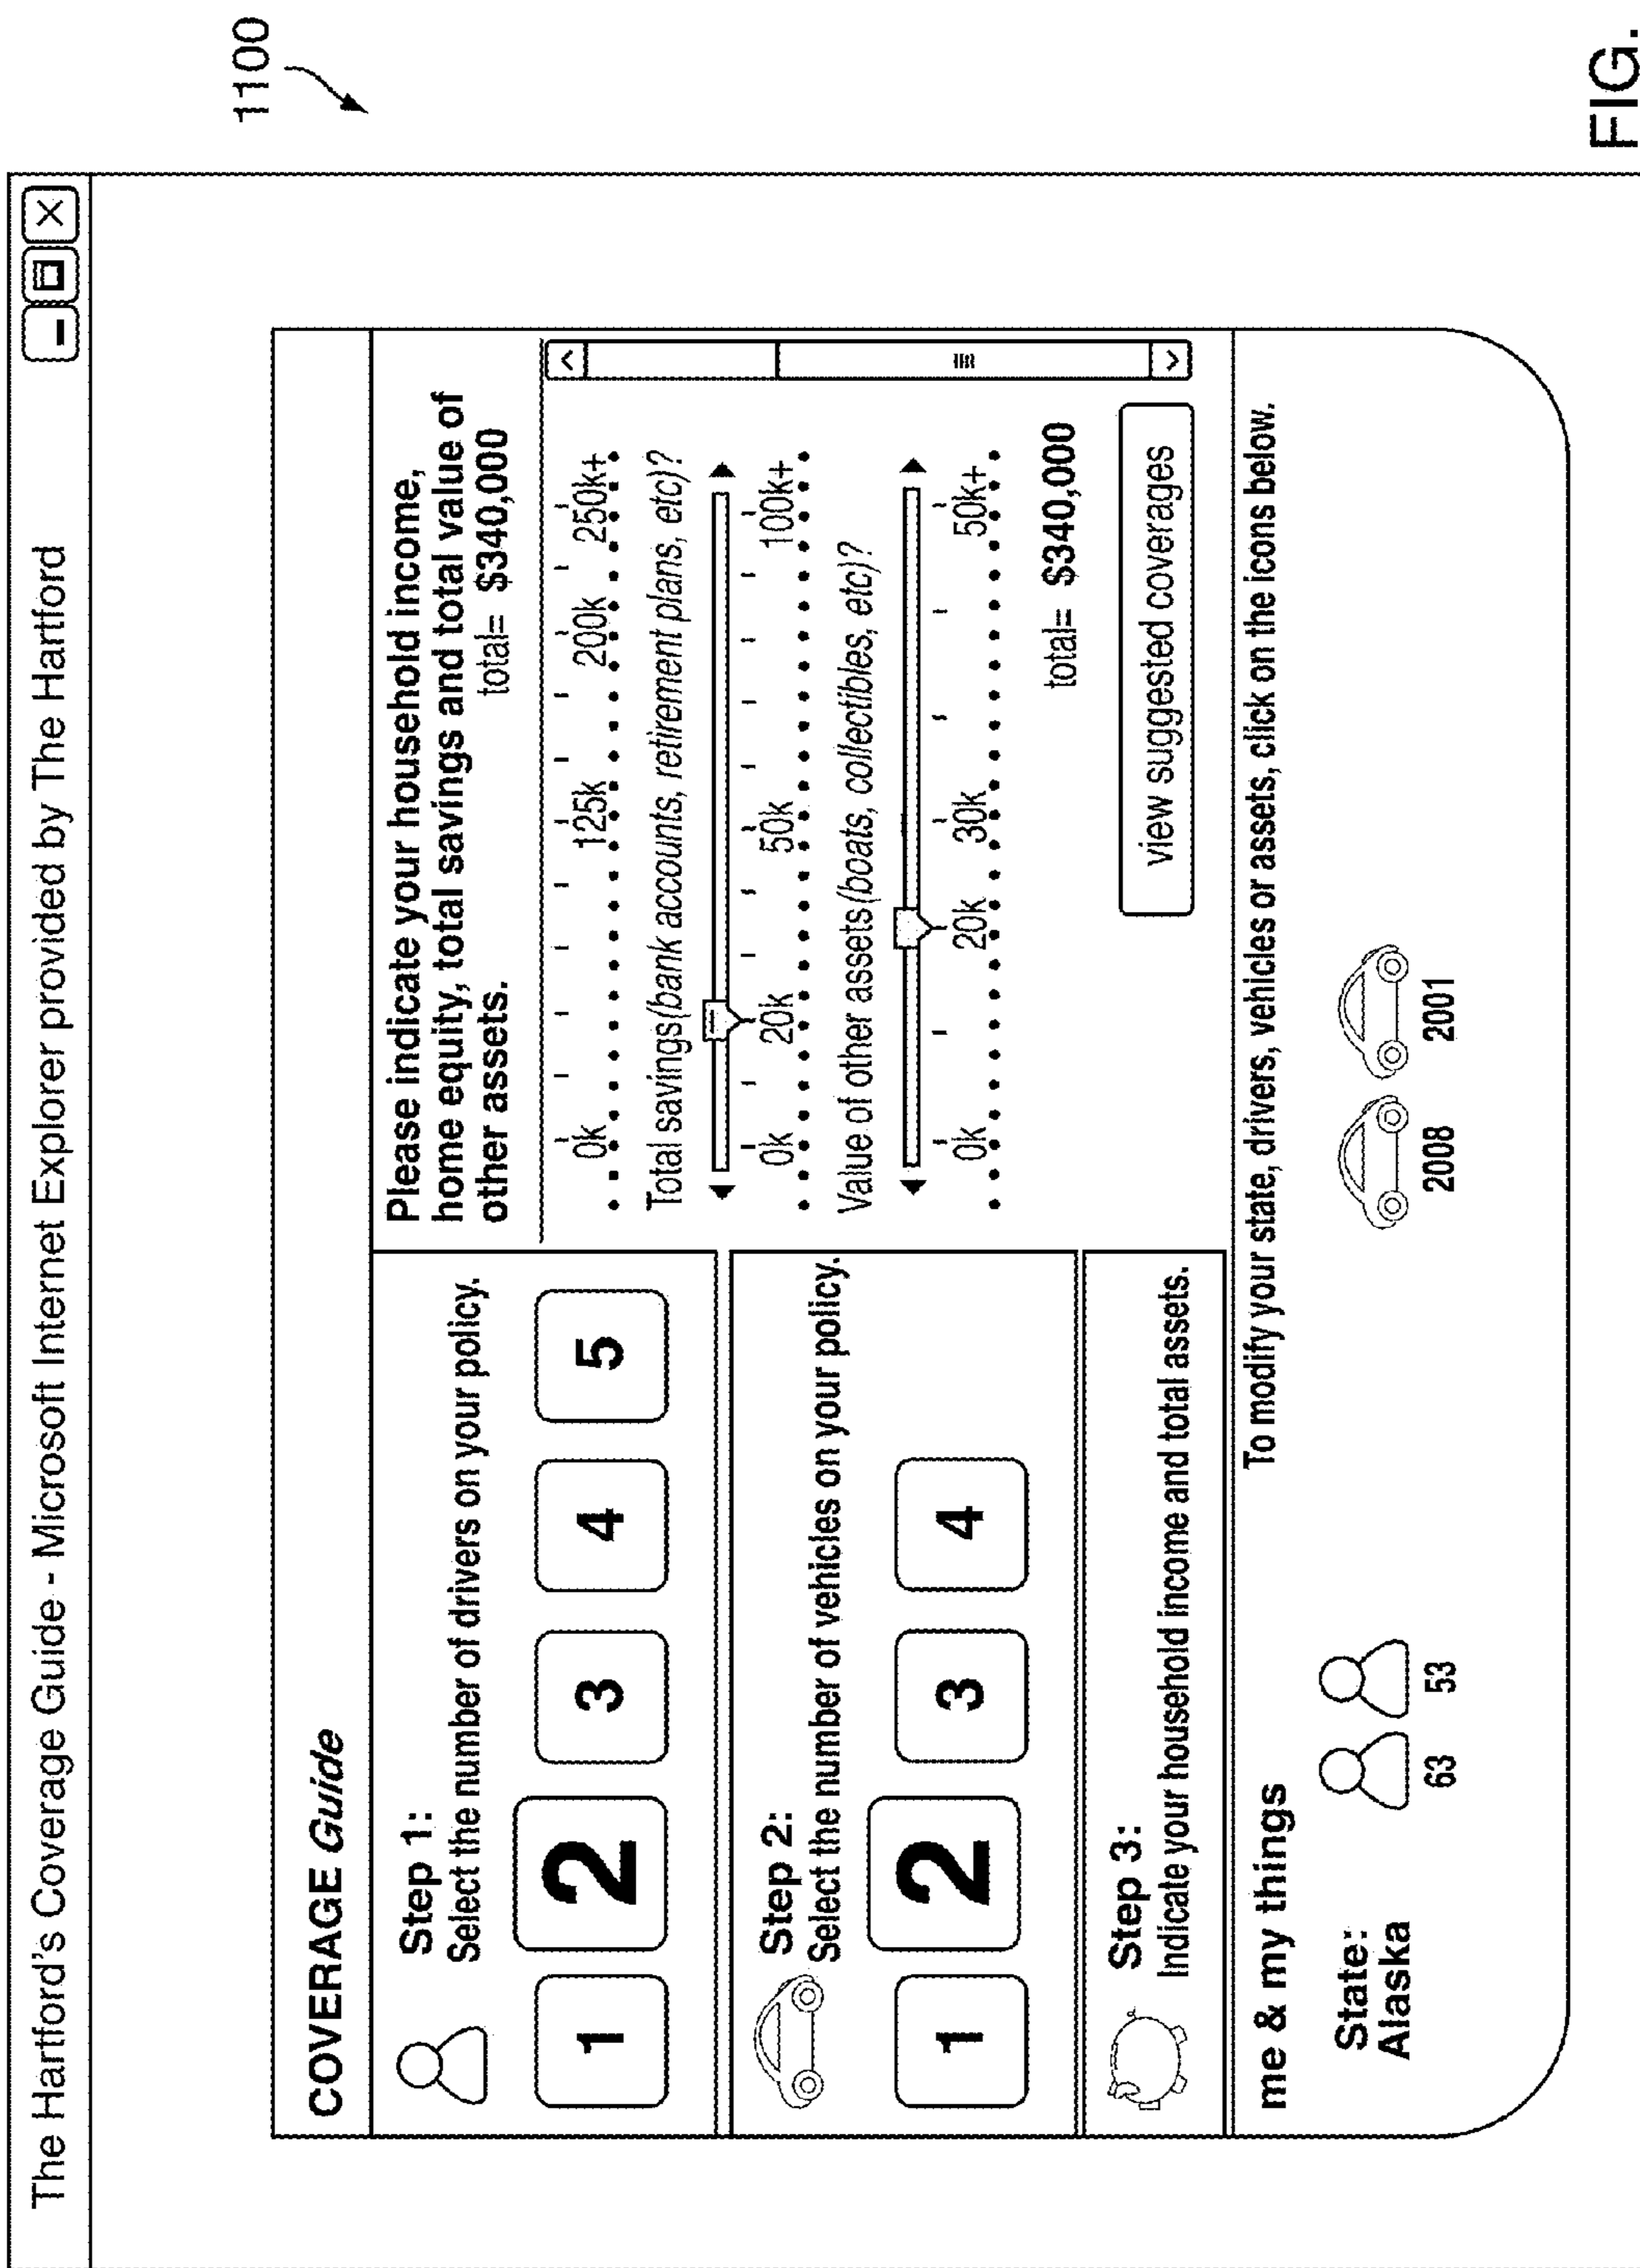 The Hartford's Coverage Guide - Microsoft Internet Explorer provided by The Hartford
1100
COVERAGE Guide
Step 1:
Select the number of drivers on your policy.
1 2 3 4 5
Step 2:
Select the number of vehicles on your policy.
1 2 3 4
Step 3:
Indicate your household income and total assets.
Please indicate your household income,
home equity, total savings and total value of
other assets.
total= $340,000
0k 125k 200k 250k+
Total savings(bank accounts, retirement plans, etc)?
0k 20k 50k 100k+
Value of other assets(boats, collectibles, etc)?
0k 20k 30k 50k+
total= $340,000
view suggested coverages
me & my things
To modify your state, drivers, vehicles or assets, click on the icons below.
State:
Alaska
63 53
2008 2001
FIG.